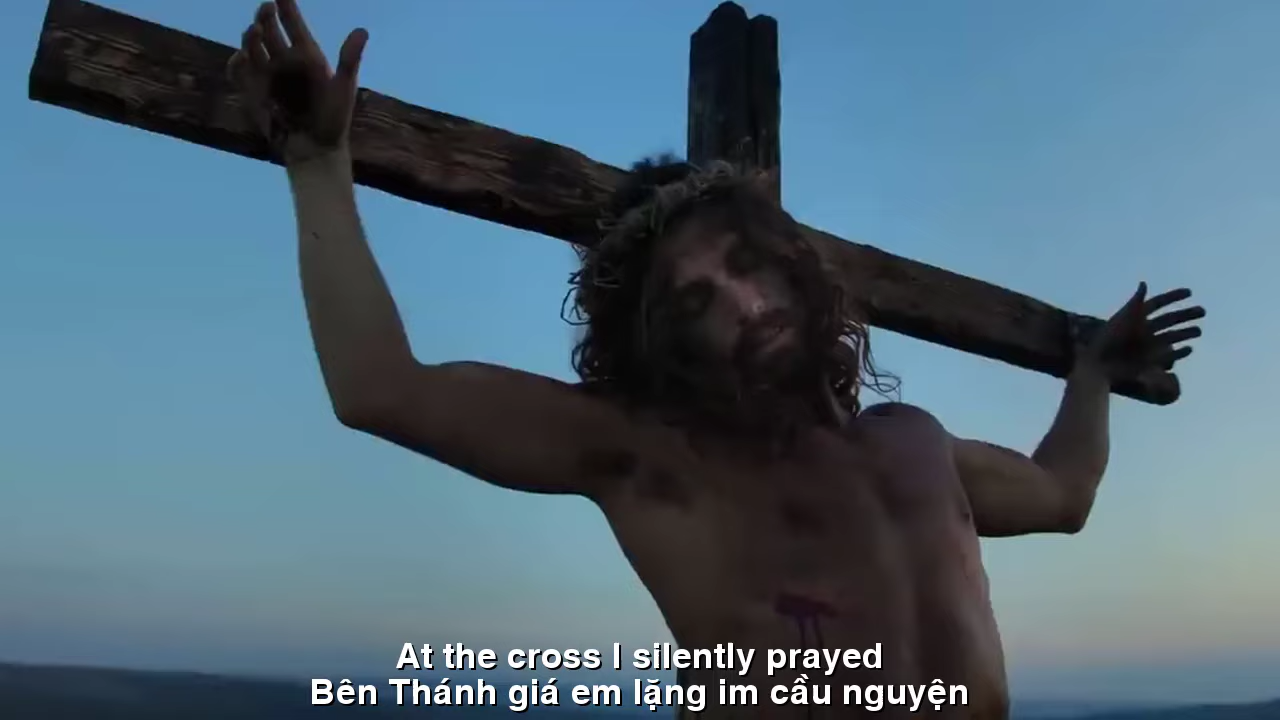 At the cross I silently prayed
Bên Thánh giá em lặng im cầu nguyện